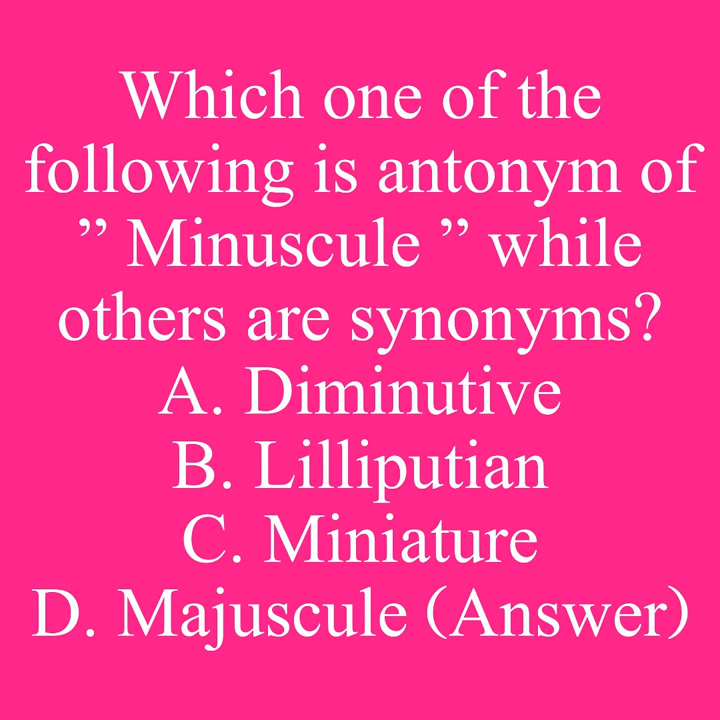 Which one of the
following is antonym of
” Minuscule ” while
others are synonyms?
A. Diminutive
B. Lilliputian
C. Miniature
D. Majuscule (Answer)